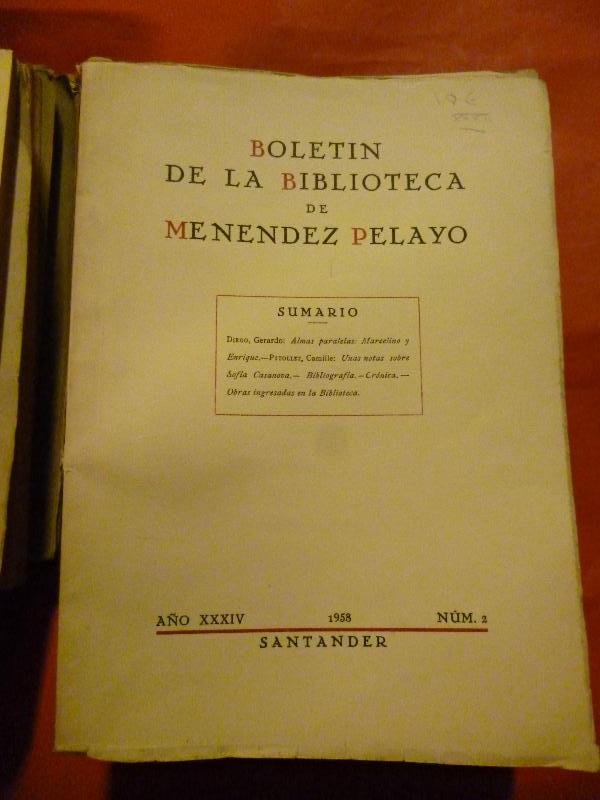 BOLETIN
DE LA BIBLIOTECA
DE
MENENDEZ PELAYO
SUMARIO
DIEGO, Gerardo: Almas paralelas: Marcelino y
Enrique.—PITOLLET, Camille: Unas notas sobre
Sofía Casanova.— Bibliografía.—Crónica.—
Obras ingresadas en la Biblioteca.
AÑO XXXIV 1958 NÚM. 2
SANTANDER